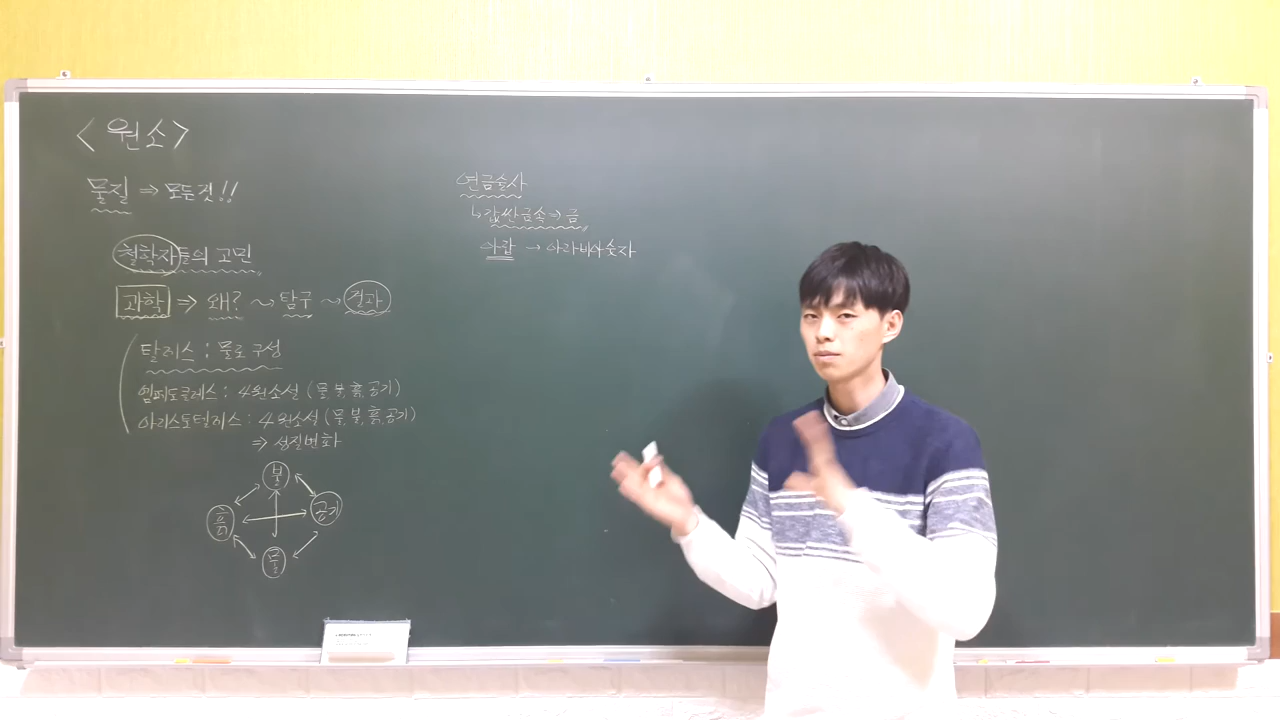 < 원소 >
물질 ⇒ 모든것!!
철학자들의 고민
과학 ⇒ 왜? ~> 탐구 ~> 결과
탈레스 : 물로 구성
엠페도클레스 : 4원소설 (물, 불, 흙, 공기)
아리스토텔레스 : 4원소설 (물, 불, 흙, 공기)
⇒ 성질변화
불
흙
공기
물
연금술사
↳ 값싼금속 ⇒ 금
아랍 → 아라비아숫자